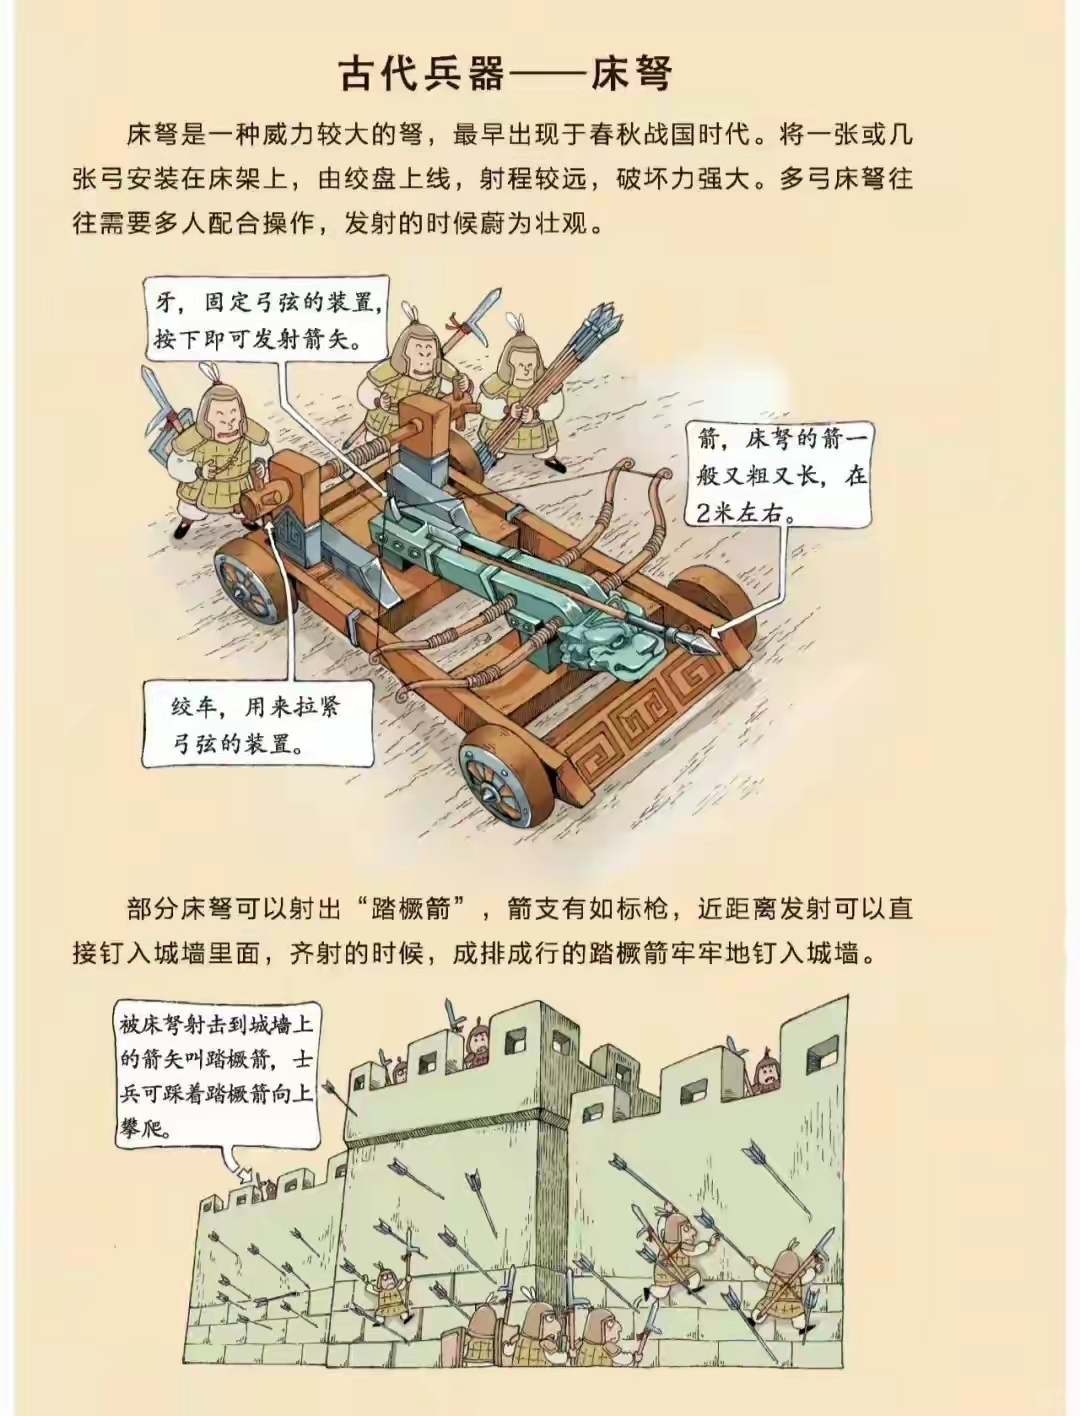 古代兵器——床弩
床弩是一种威力较大的弩，最早出现于春秋战国时代。将一张或几
张弓安装在床架上，由绞盘上线，射程较远，破坏力强大。多弓床弩往
往需要多人配合操作，发射的时候蔚为壮观。
牙，固定弓弦的装置，
按下即可发射箭矢。
箭，床弩的箭一
般又粗又长，在
2米左右。
绞车，用来拉紧
弓弦的装置。
部分床弩可以射出“踏橛箭”，箭支有如标枪，近距离发射可以直
接钉入城墙里面，齐射的时候，成排成行的踏橛箭牢牢地钉入城墙。
被床弩射击到城墙上
的箭矢叫踏橛箭，士
兵可踩着踏橛箭向上
攀爬。